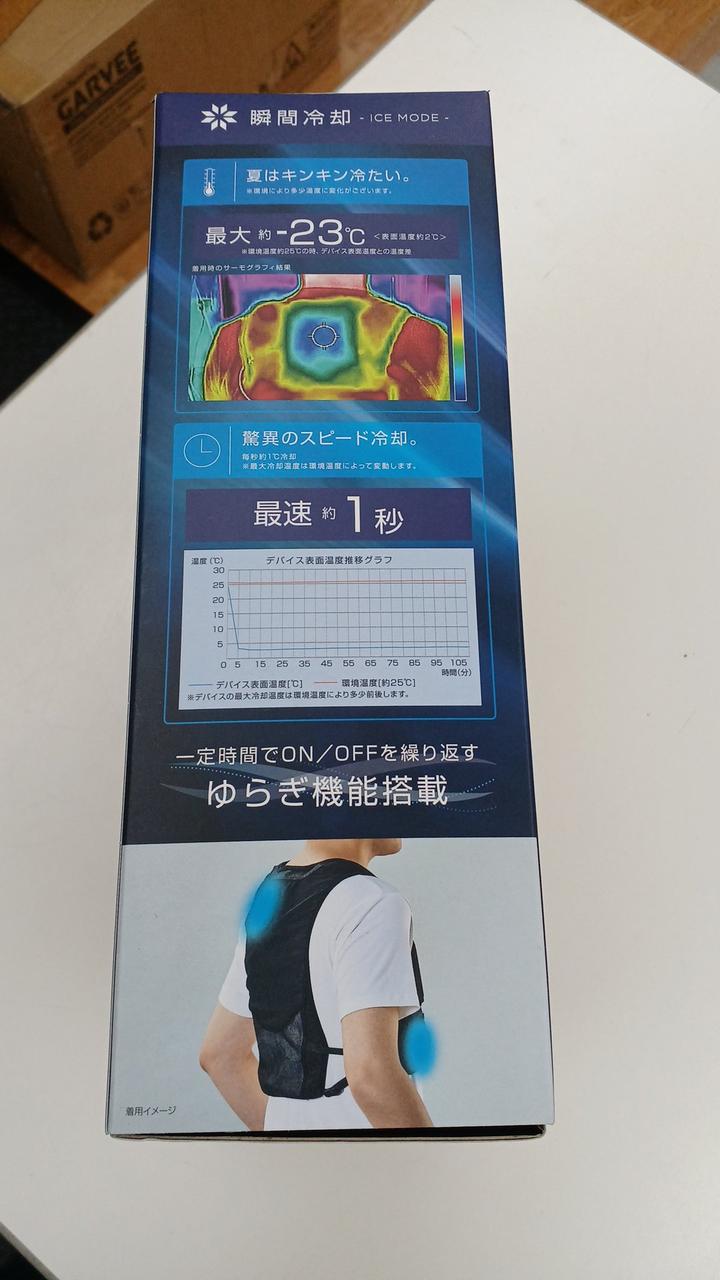 GARVEE
瞬間冷却 - ICE MODE -
夏はキンキン冷たい。
※環境により多少温度に変化がございます。
最大 約-23℃ <表面温度約2℃>
※環境温度約25℃の時、デバイス表面温度との温度差
着用時のサーモグラフィ結果
驚異のスピード冷却。
毎秒約1℃冷却
※最大冷却温度は環境温度によって変動します。
最速 約 1 秒
温度(℃) デバイス表面温度推移グラフ
30
25
20
15
10
5
0 5 15 25 35 45 55 65 75 85 95 105
時間(分)
デバイス表面温度[℃] 環境温度[約25℃]
※デバイスの最大冷却温度は環境温度により多少前後します。
一定時間でON/OFFを繰り返す
ゆらぎ機能搭載
着用イメージ